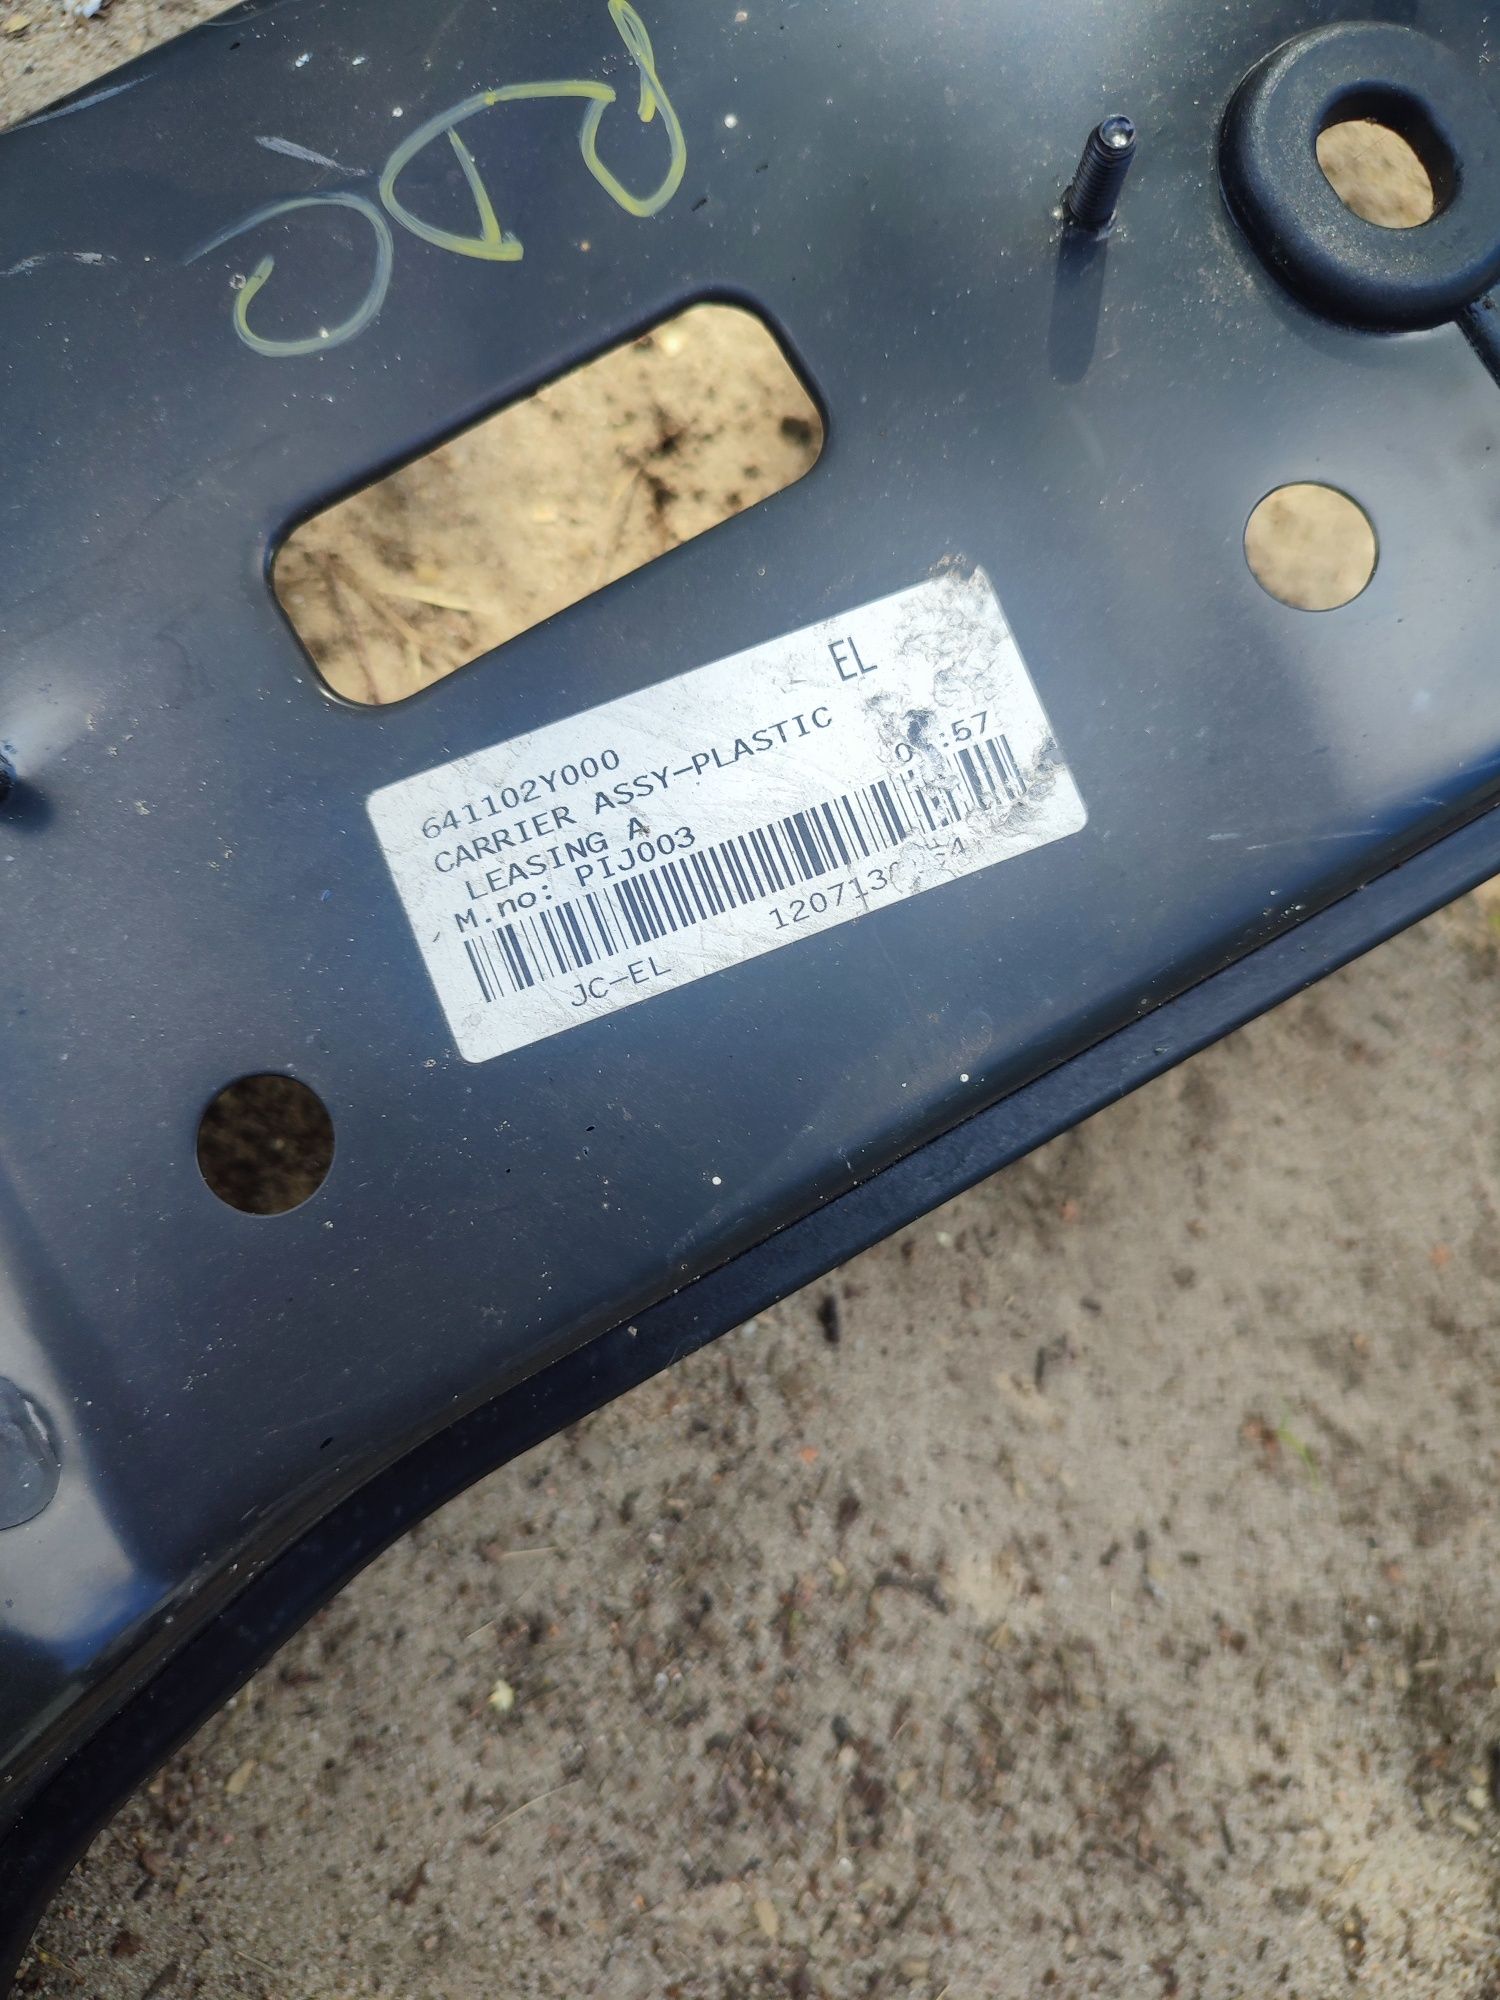 EL
641102Y000
CARRIER ASSY-PLASTIC
LEASING A
M.no: PIJ003
JC-EL